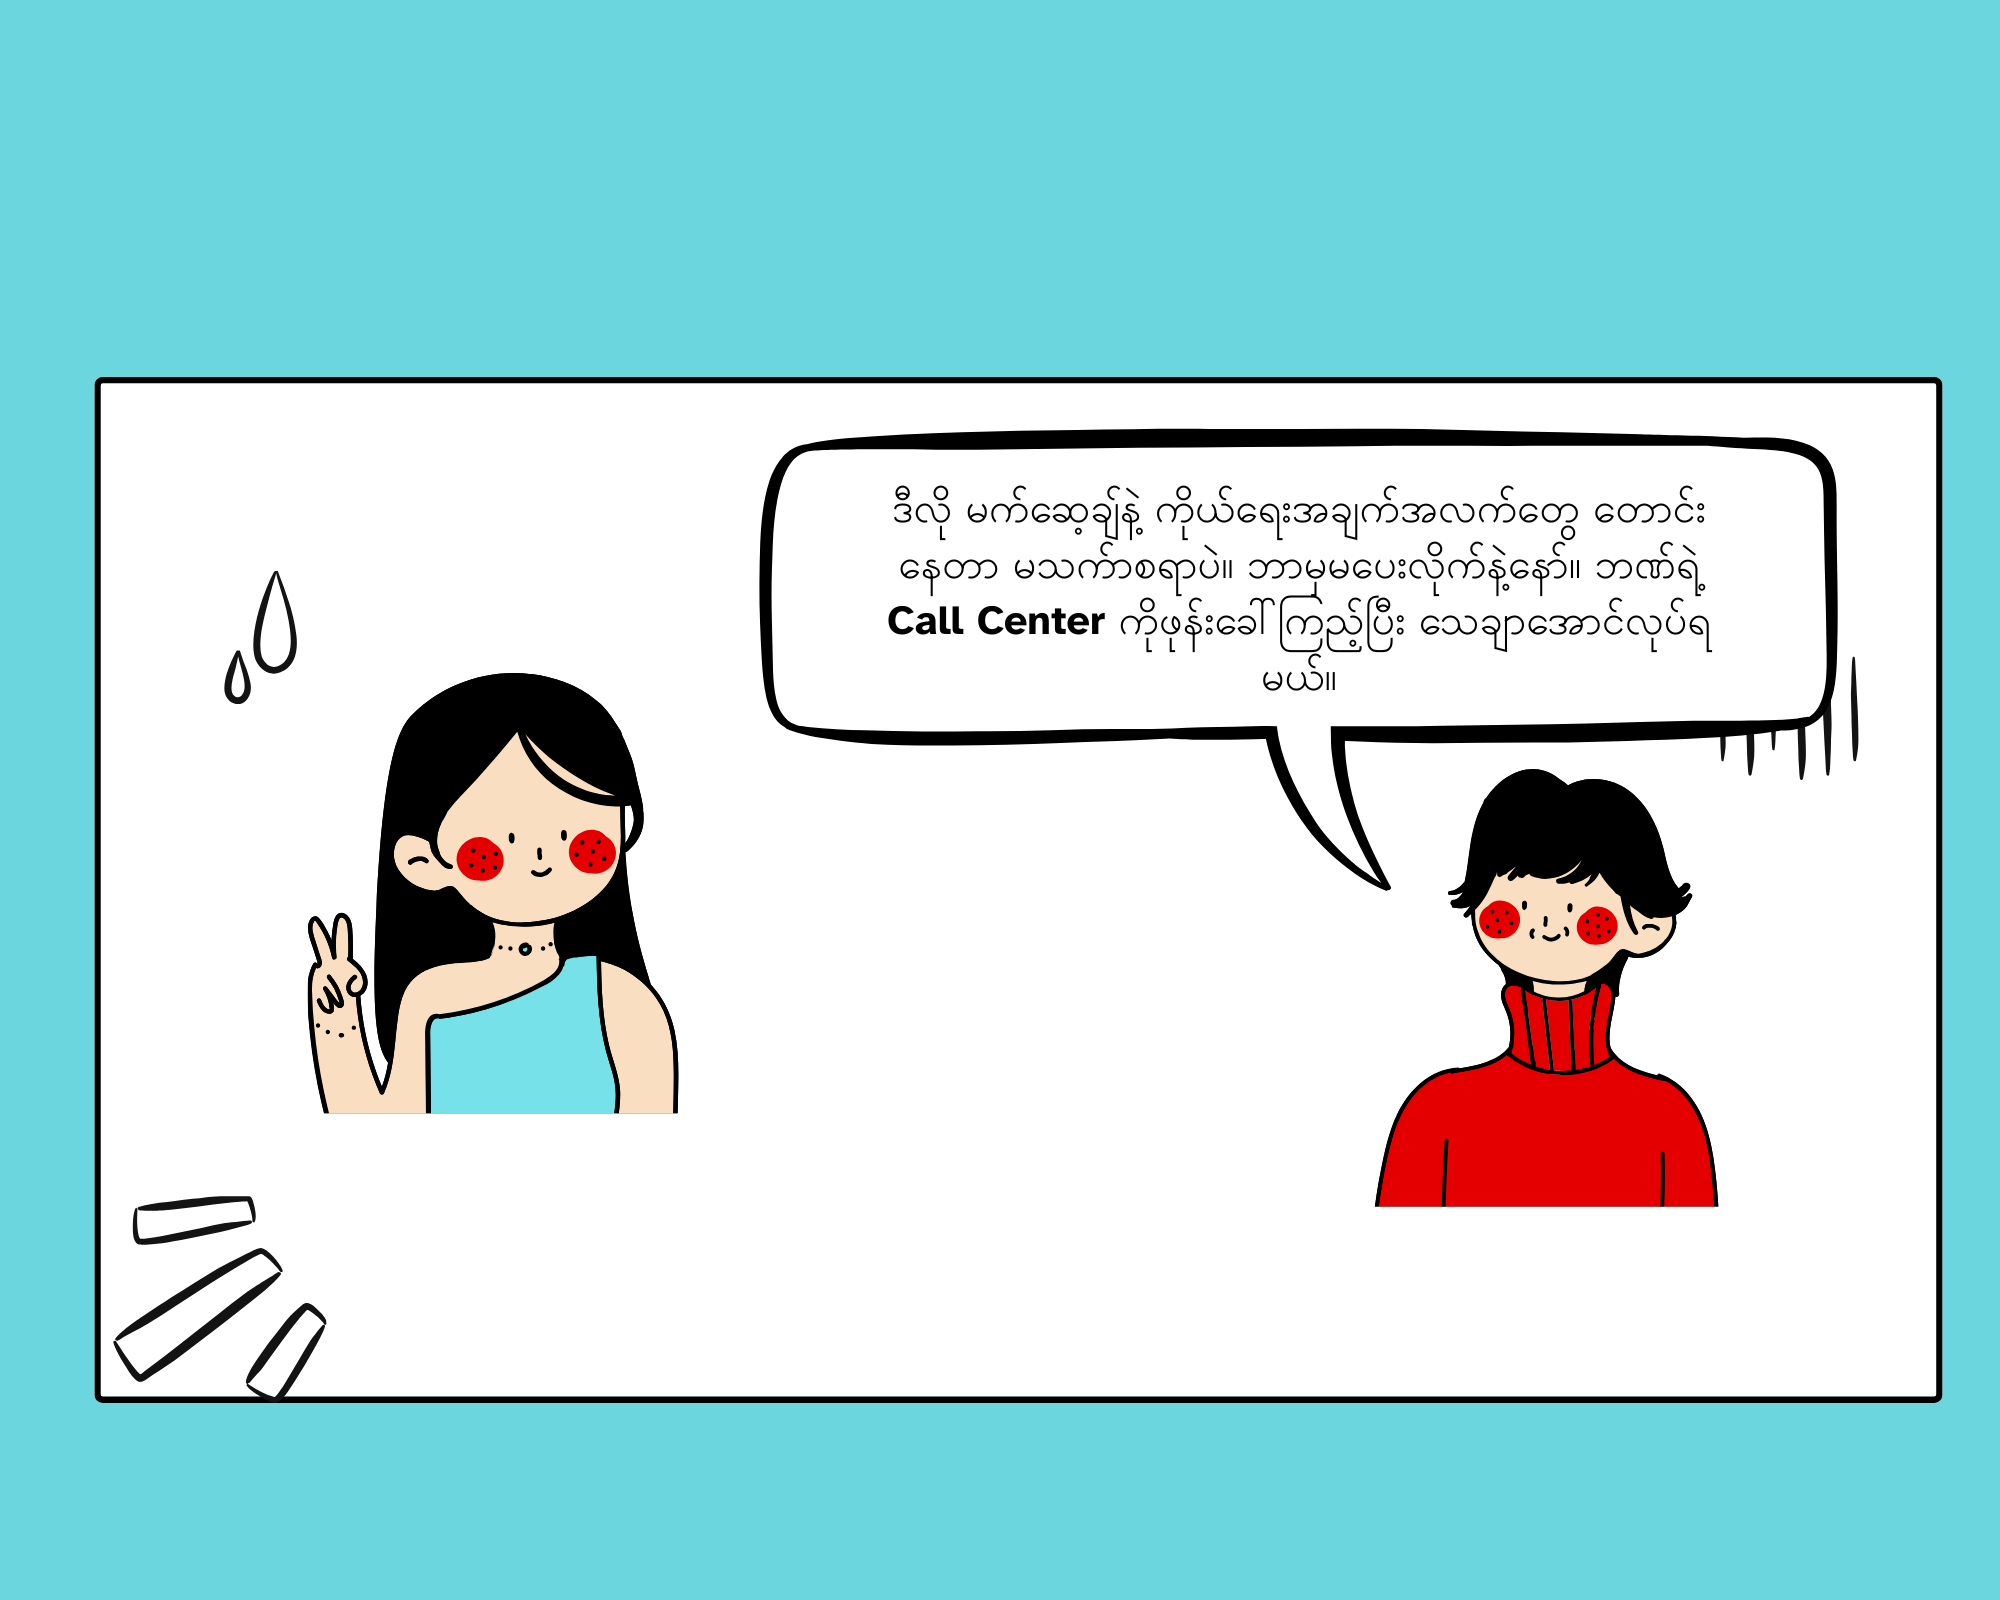 ဒီလို မက်ဆေ့ချ်နဲ့ ကိုယ်ရေးအချက်အလက်တွေ တောင်း
နေတာ မသင်္ကာစရာပဲ။ ဘာမှမပေးလိုက်နဲ့နော်။ ဘဏ်ရဲ့
Call Center ကိုဖုန်းခေါ်ကြည့်ပြီး သေချာအောင်လုပ်ရ
မယ်။